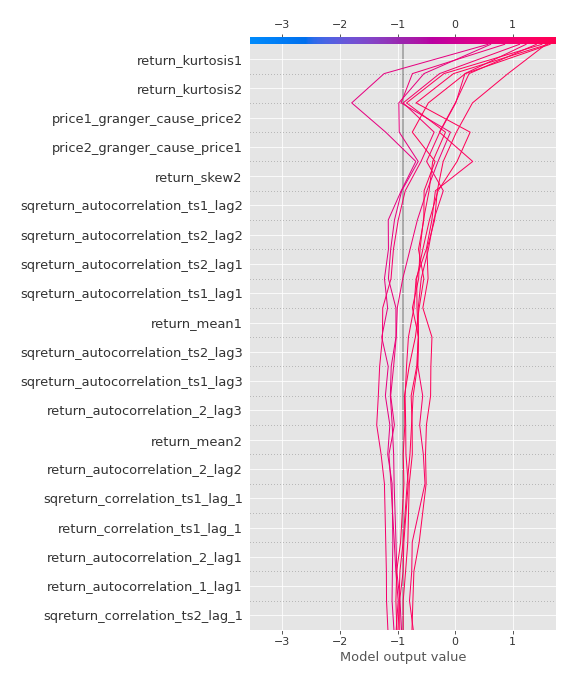 −3 −2 −1 0 1
return_kurtosis1
return_kurtosis2
price1_granger_cause_price2
price2_granger_cause_price1
return_skew2
sqreturn_autocorrelation_ts1_lag2
sqreturn_autocorrelation_ts2_lag2
sqreturn_autocorrelation_ts2_lag1
sqreturn_autocorrelation_ts1_lag1
return_mean1
sqreturn_autocorrelation_ts2_lag3
sqreturn_autocorrelation_ts1_lag3
return_autocorrelation_2_lag3
return_mean2
return_autocorrelation_2_lag2
sqreturn_correlation_ts1_lag_1
return_correlation_ts1_lag_1
return_autocorrelation_2_lag1
return_autocorrelation_1_lag1
sqreturn_correlation_ts2_lag_1
−3 −2 −1 0 1
Model output value